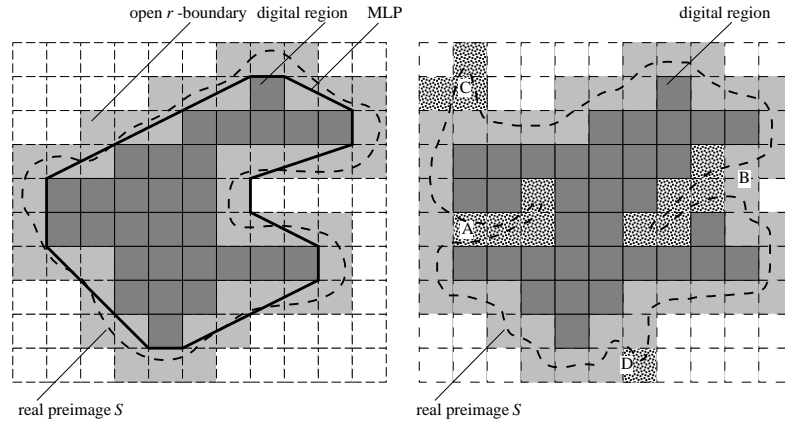 open r -boundary
digital region
MLP
digital region
C
B
A
D
real preimage S
real preimage S